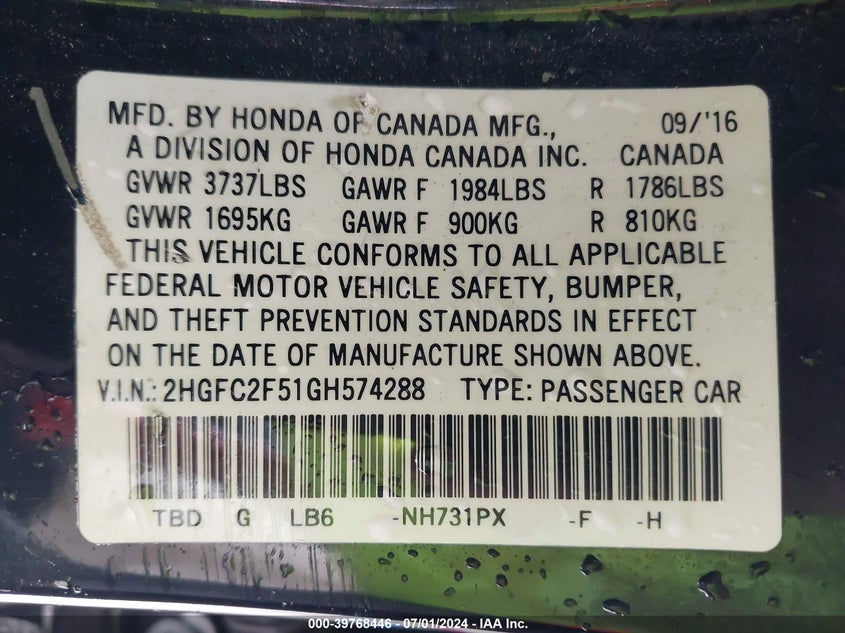 MFD. BY HONDA OF CANADA MFG., 09/'16
A DIVISION OF HONDA CANADA INC. CANADA
GVWR 3737LBS GAWR F 1984LBS R 1786LBS
GVWR 1695KG GAWR F 900KG R 810KG
THIS VEHICLE CONFORMS TO ALL APPLICABLE
FEDERAL MOTOR VEHICLE SAFETY, BUMPER,
AND THEFT PREVENTION STANDARDS IN EFFECT
ON THE DATE OF MANUFACTURE SHOWN ABOVE.
V.I.N.: 2HGFC2F51GH574288 TYPE: PASSENGER CAR
TBD G LB6 -NH731PX -F -H
000-39768446 - 07/01/2024 - IAA Inc.